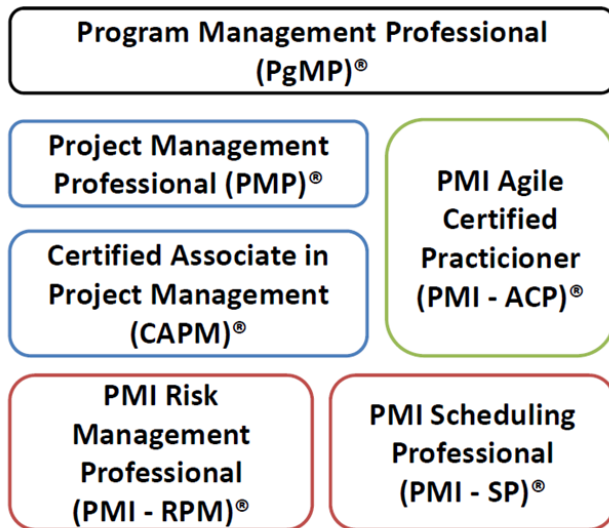 Program Management Professional
(PgMP)®
Project Management
Professional (PMP)®
Certified Associate in
Project Management
(CAPM)®
PMI Agile
Certified
Practicioner
(PMI - ACP)®
PMI Risk
Management
Professional
(PMI - RPM)®
PMI Scheduling
Professional
(PMI - SP)®